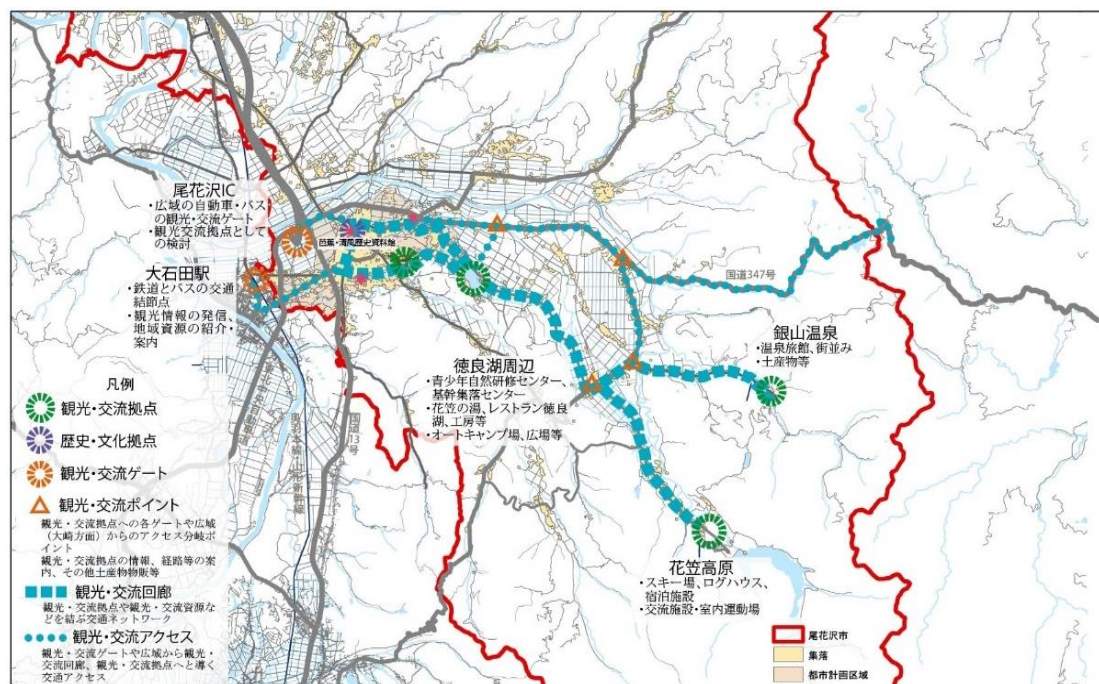 尾花沢IC
・広域の自動車・バス
の観光・交流ゲート
・観光交流拠点として
の検討
芭蕉・清風歴史資料館
大石田駅
・鉄道とバスの交通
結節点
・観光情報の発信、
地域資源の紹介・
案内
国道347号
銀山温泉
・温泉旅館、街並み
・土産物等
徳良湖周辺
・青少年自然研修センター、
基幹集落センター
・花笠の湯、レストラン徳良
湖、工房等
・オートキャンプ場、広場等
国道13号
東北中央自動車道
奥羽本線・山形新幹線
花笠高原
・スキー場、ログハウス、
宿泊施設
・交流施設・室内運動場
凡例
観光・交流拠点
歴史・文化拠点
観光・交流ゲート
観光・交流ポイント
観光・交流拠点への各ゲートや広域
（大崎方面）からのアクセス分岐ポ
イント
観光・交流拠点の情報、経路等の案
内、その他土産物物販等
観光・交流回廊
観光・交流拠点や観光・交流資源な
どを結ぶ交通ネットワーク
観光・交流アクセス
観光・交流ゲートや広域から観光・
交流回廊、観光・交流拠点へと導く
交通アクセス
尾花沢市
集落
都市計画区域